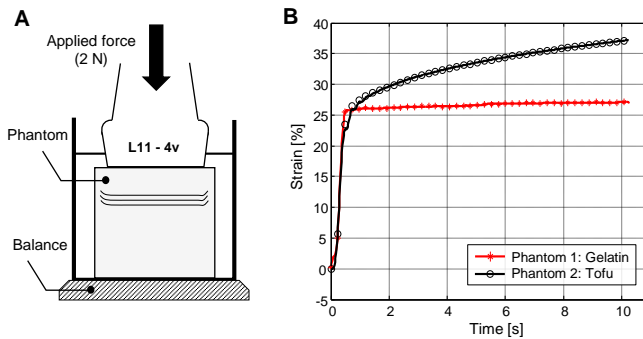 A
Applied force
(2 N)
Phantom
L11 - 4v
Balance
B
40
35
30
25
20
15
10
5
0
-5
Strain [%]
0
2
4
6
8
10
Time [s]
Phantom 1: Gelatin
Phantom 2: Tofu